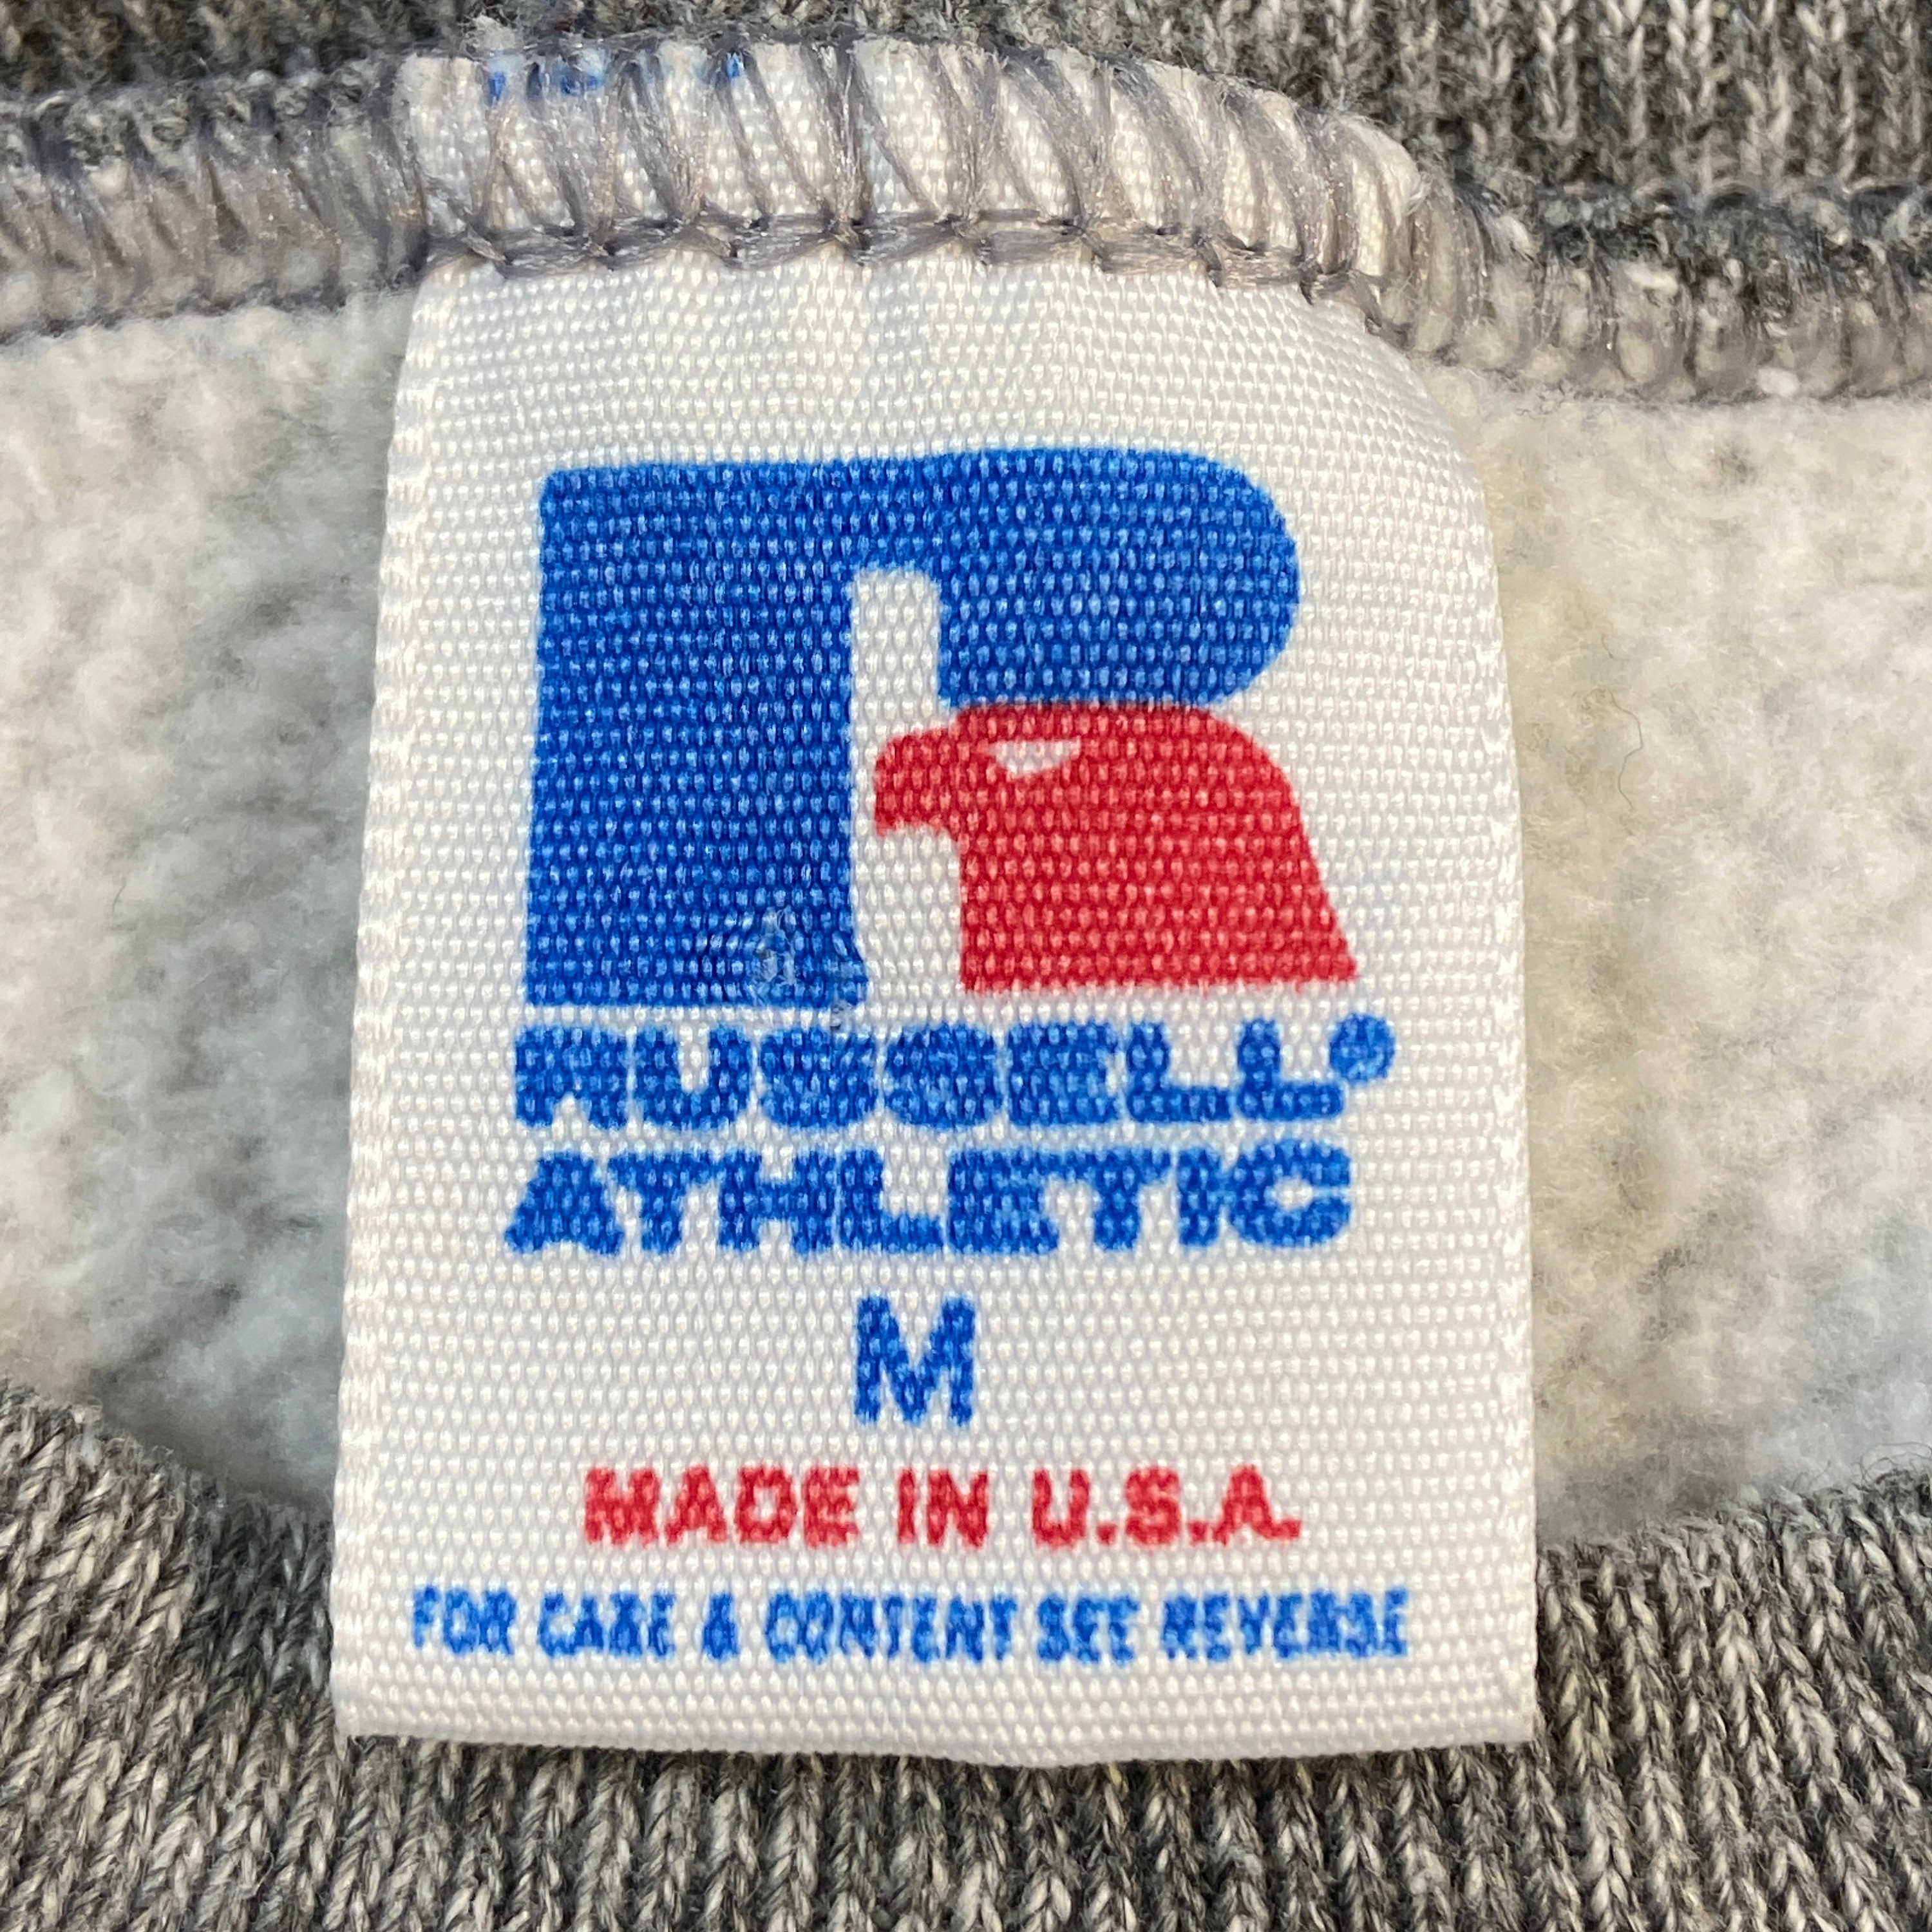 RUSSELL®
ATHLETIC
M
MADE IN U.S.A.
FOR CARE & CONTENT SEE REVERSE